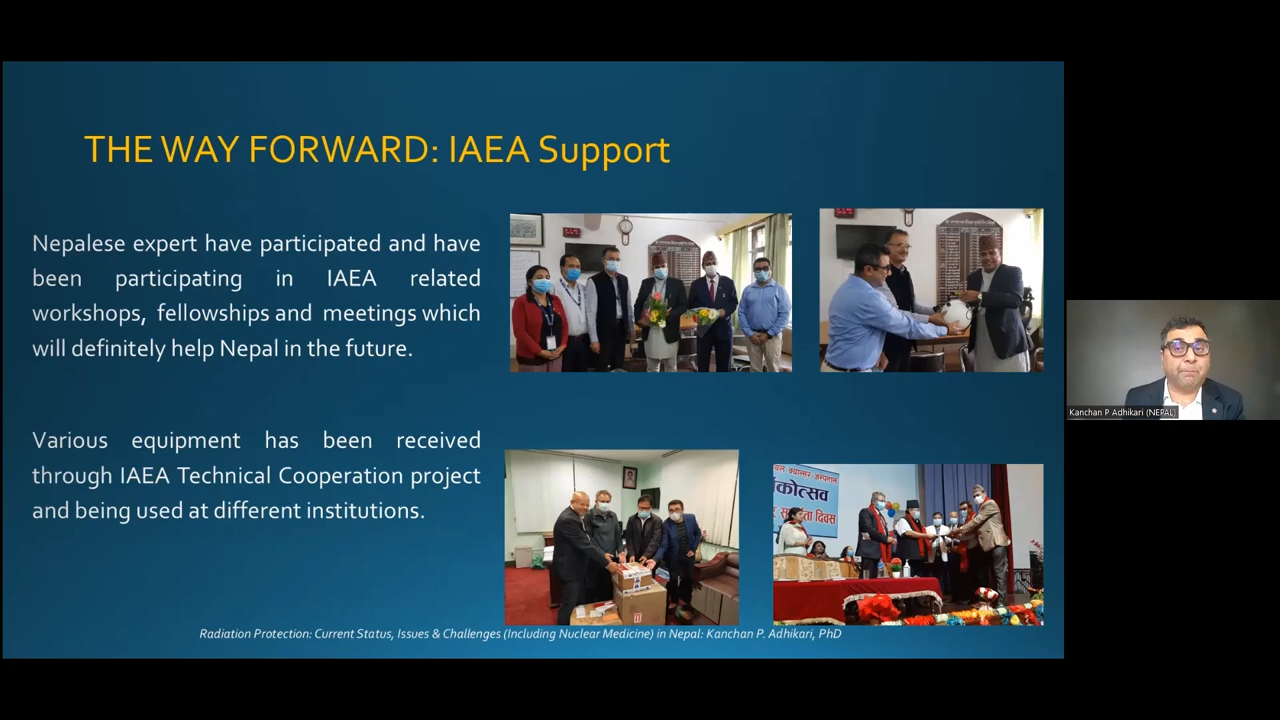 THE WAY FORWARD: IAEA Support
Nepalese expert have participated and have
been participating in IAEA related
workshops, fellowships and meetings which
will definitely help Nepal in the future.
Various equipment has been received
through IAEA Technical Cooperation project
and being used at different institutions.
क्यान्सर अस्पताल
Radiation Protection: Current Status, Issues & Challenges (Including Nuclear Medicine) in Nepal: Kanchan P. Adhikari, PhD
Kanchan P Adhikari (NEPAL)